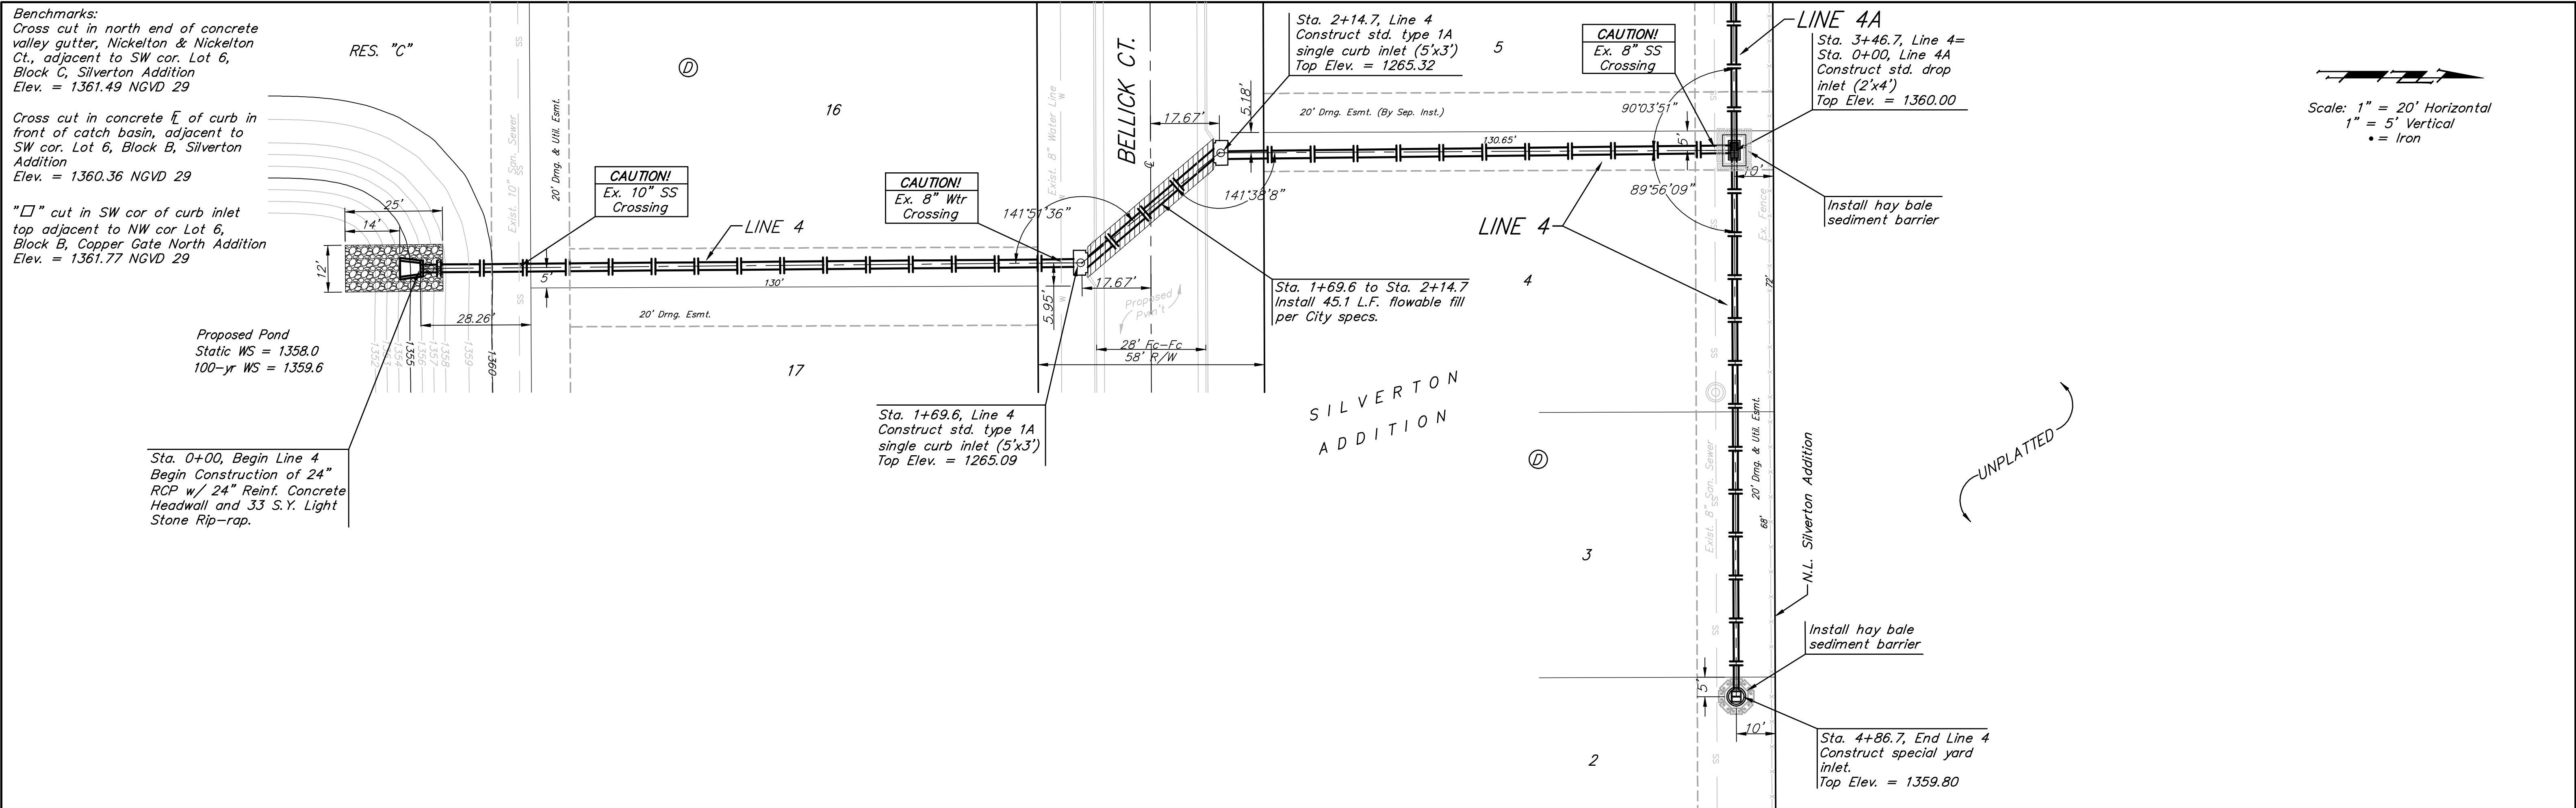 Benchmarks:
Cross cut in north end of concrete
valley gutter, Nickelton & Nickelton
Ct., adjacent to SW cor. Lot 6,
Block C, Silverton Addition
Elev. = 1361.49 NGVD 29
Cross cut in concrete ℄ of curb in
front of catch basin, adjacent to
SW cor. Lot 6, Block B, Silverton
Addition
Elev. = 1360.36 NGVD 29
"□" cut in SW cor of curb inlet
top adjacent to NW cor Lot 6,
Block B, Copper Gate North Addition
Elev. = 1361.77 NGVD 29
RES. "C"
D
16
Exist. 10" San. Sewer
SS
SS
SS
20' Drng. & Util. Esmt.
CAUTION!
Ex. 10" SS
Crossing
25'
14'
12'
28.26'
5'
LINE 4
130'
20' Drng. Esmt.
17
Proposed Pond
Static WS = 1358.0
100-yr WS = 1359.6
1352
1354
1355
1356
1357
1358
1359
1360
Sta. 0+00, Begin Line 4
Begin Construction of 24"
RCP w/ 24" Reinf. Concrete
Headwall and 33 S.Y. Light
Stone Rip-rap.
CAUTION!
Ex. 8" Wtr
Crossing
141°51'36"
Exist. 8" Water Line
W
W
BELLICK CT.
℄
17.67'
5.18'
141°38'8"
17.67'
5.95'
Proposed
Pvm't
28' Fc-Fc
58' R/W
Sta. 1+69.6, Line 4
Construct std. type 1A
single curb inlet (5'x3')
Top Elev. = 1265.09
Sta. 2+14.7, Line 4
Construct std. type 1A
single curb inlet (5'x3')
Top Elev. = 1265.32
5
20' Drng. Esmt. (By Sep. Inst.)
130.65'
CAUTION!
Ex. 8" SS
Crossing
90°03'51"
5'
89°56'09"
10'
LINE 4
Sta. 1+69.6 to Sta. 2+14.7
Install 45.1 L.F. flowable fill
per City specs.
4
SILVERTON
ADDITION
D
3
2
LINE 4A
Sta. 3+46.7, Line 4=
Sta. 0+00, Line 4A
Construct std. drop
inlet (2'x4')
Top Elev. = 1360.00
Install hay bale
sediment barrier
Ex. Fence
72'
SS
SS
SS
SS
SS
SS
SS
Exist. 8" San. Sewer
20' Drng. & Util. Esmt.
68'
N.L. Silverton Addition
UNPLATTED
Install hay bale
sediment barrier
5'
10'
Sta. 4+86.7, End Line 4
Construct special yard
inlet.
Top Elev. = 1359.80
Scale: 1" = 20' Horizontal
1" = 5' Vertical
• = Iron